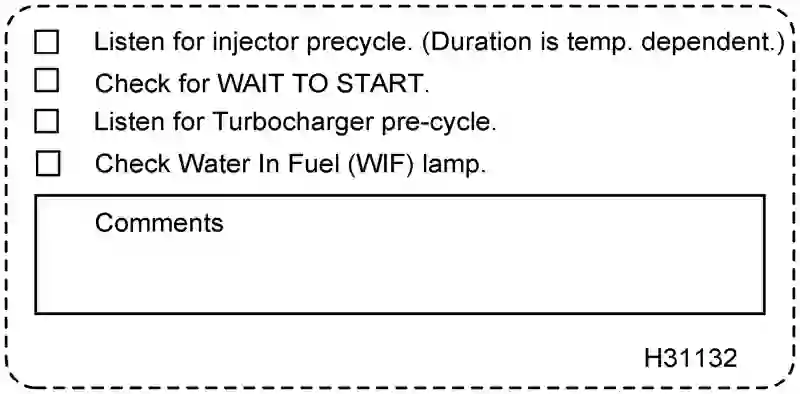 Listen for injector precycle. (Duration is temp. dependent.)
Check for WAIT TO START.
Listen for Turbocharger pre-cycle.
Check Water In Fuel (WIF) lamp.
Comments
H31132